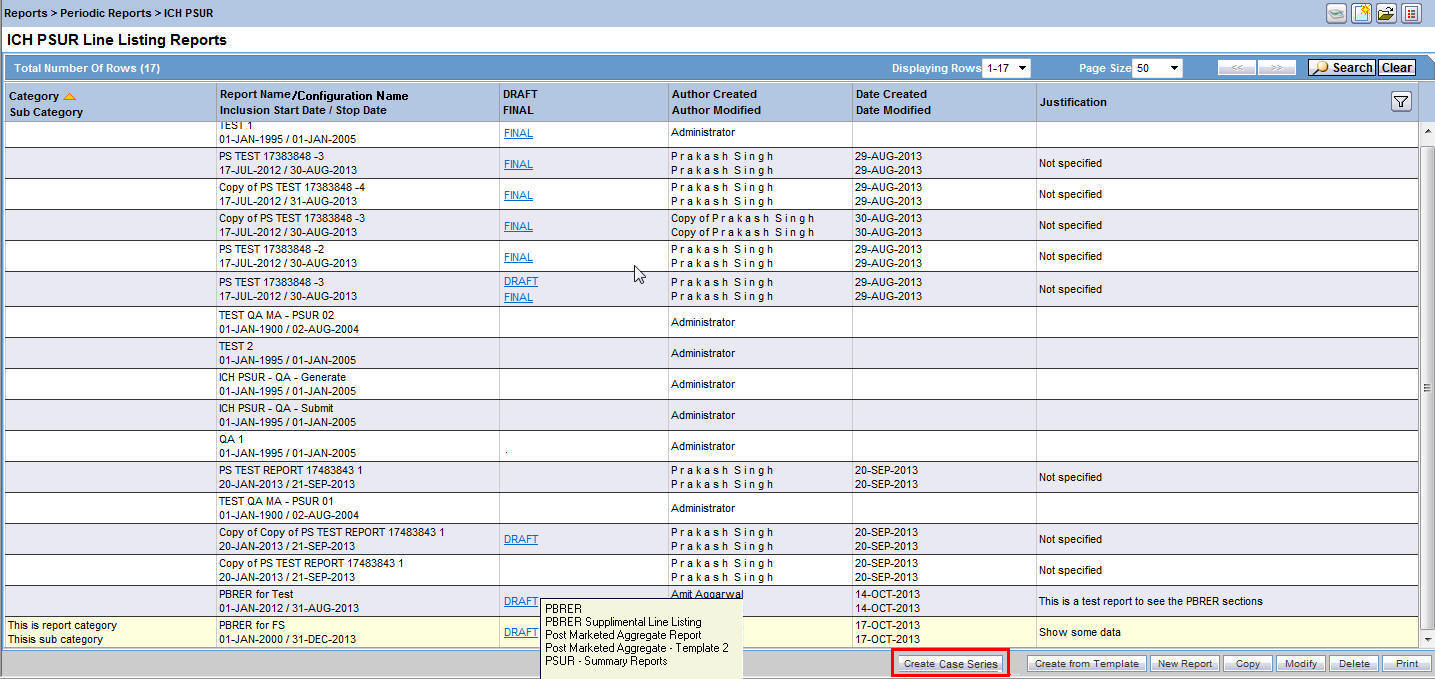 Reports > Periodic Reports > ICH PSUR
ICH PSUR Line Listing Reports
Total Number Of Rows (17) Displaying Rows 1-17 Page Size 50 << >> Search Clear
Category Report Name/Configuration Name DRAFT Author Created Date Created Justification
Sub Category Inclusion Start Date / Stop Date FINAL Author Modified Date Modified
TEST 1 FINAL Administrator
01-JAN-1995 / 01-JAN-2005
PS TEST 17383848 -3 FINAL Prakash Singh 29-AUG-2013 Not specified
17-JUL-2012 / 30-AUG-2013 Prakash Singh 29-AUG-2013
Copy of PS TEST 17383848 -4 FINAL Prakash Singh 29-AUG-2013 Not specified
17-JUL-2012 / 31-AUG-2013 Prakash Singh 29-AUG-2013
Copy of PS TEST 17383848 -3 FINAL Copy of Prakash Singh 30-AUG-2013 Not specified
17-JUL-2012 / 30-AUG-2013 Copy of Prakash Singh 30-AUG-2013
PS TEST 17383848 -2 FINAL Prakash Singh 29-AUG-2013 Not specified
17-JUL-2012 / 30-AUG-2013 Prakash Singh 29-AUG-2013
PS TEST 17383848 -3 DRAFT Prakash Singh 29-AUG-2013 Not specified
17-JUL-2012 / 30-AUG-2013 FINAL Prakash Singh 29-AUG-2013
TEST QA MA - PSUR 02 Administrator
01-JAN-1900 / 02-AUG-2004
TEST 2 Administrator
01-JAN-1995 / 01-JAN-2005
ICH PSUR - QA - Generate Administrator
01-JAN-1995 / 01-JAN-2005
ICH PSUR - QA - Submit Administrator
01-JAN-1995 / 01-JAN-2005
QA 1 Administrator
01-JAN-1995 / 01-JAN-2005
PS TEST REPORT 17483843 1 Prakash Singh 20-SEP-2013 Not specified
20-JAN-2013 / 21-SEP-2013 Prakash Singh 20-SEP-2013
TEST QA MA - PSUR 01 Administrator
01-JAN-1900 / 02-AUG-2004
Copy of Copy of PS TEST REPORT 17483843 1 DRAFT Prakash Singh 20-SEP-2013 Not specified
20-JAN-2013 / 21-SEP-2013 Prakash Singh 20-SEP-2013
Copy of PS TEST REPORT 17483843 1 Prakash Singh 20-SEP-2013 Not specified
20-JAN-2013 / 21-SEP-2013 Prakash Singh 20-SEP-2013
PBRER for Test DRAFT Amit Aggarwal 14-OCT-2013 This is a test report to see the PBRER sections
01-JAN-2012 / 31-AUG-2013 14-OCT-2013
This is report category PBRER for FS DRAFT 17-OCT-2013 Show some data
Thisis sub category 01-JAN-2000 / 31-DEC-2013 17-OCT-2013
PBRER
PBRER Supplimental Line Listing
Post Marketed Aggregate Report
Post Marketed Aggregate - Template 2
PSUR - Summary Reports
Create Case Series Create from Template New Report Copy Modify Delete Print